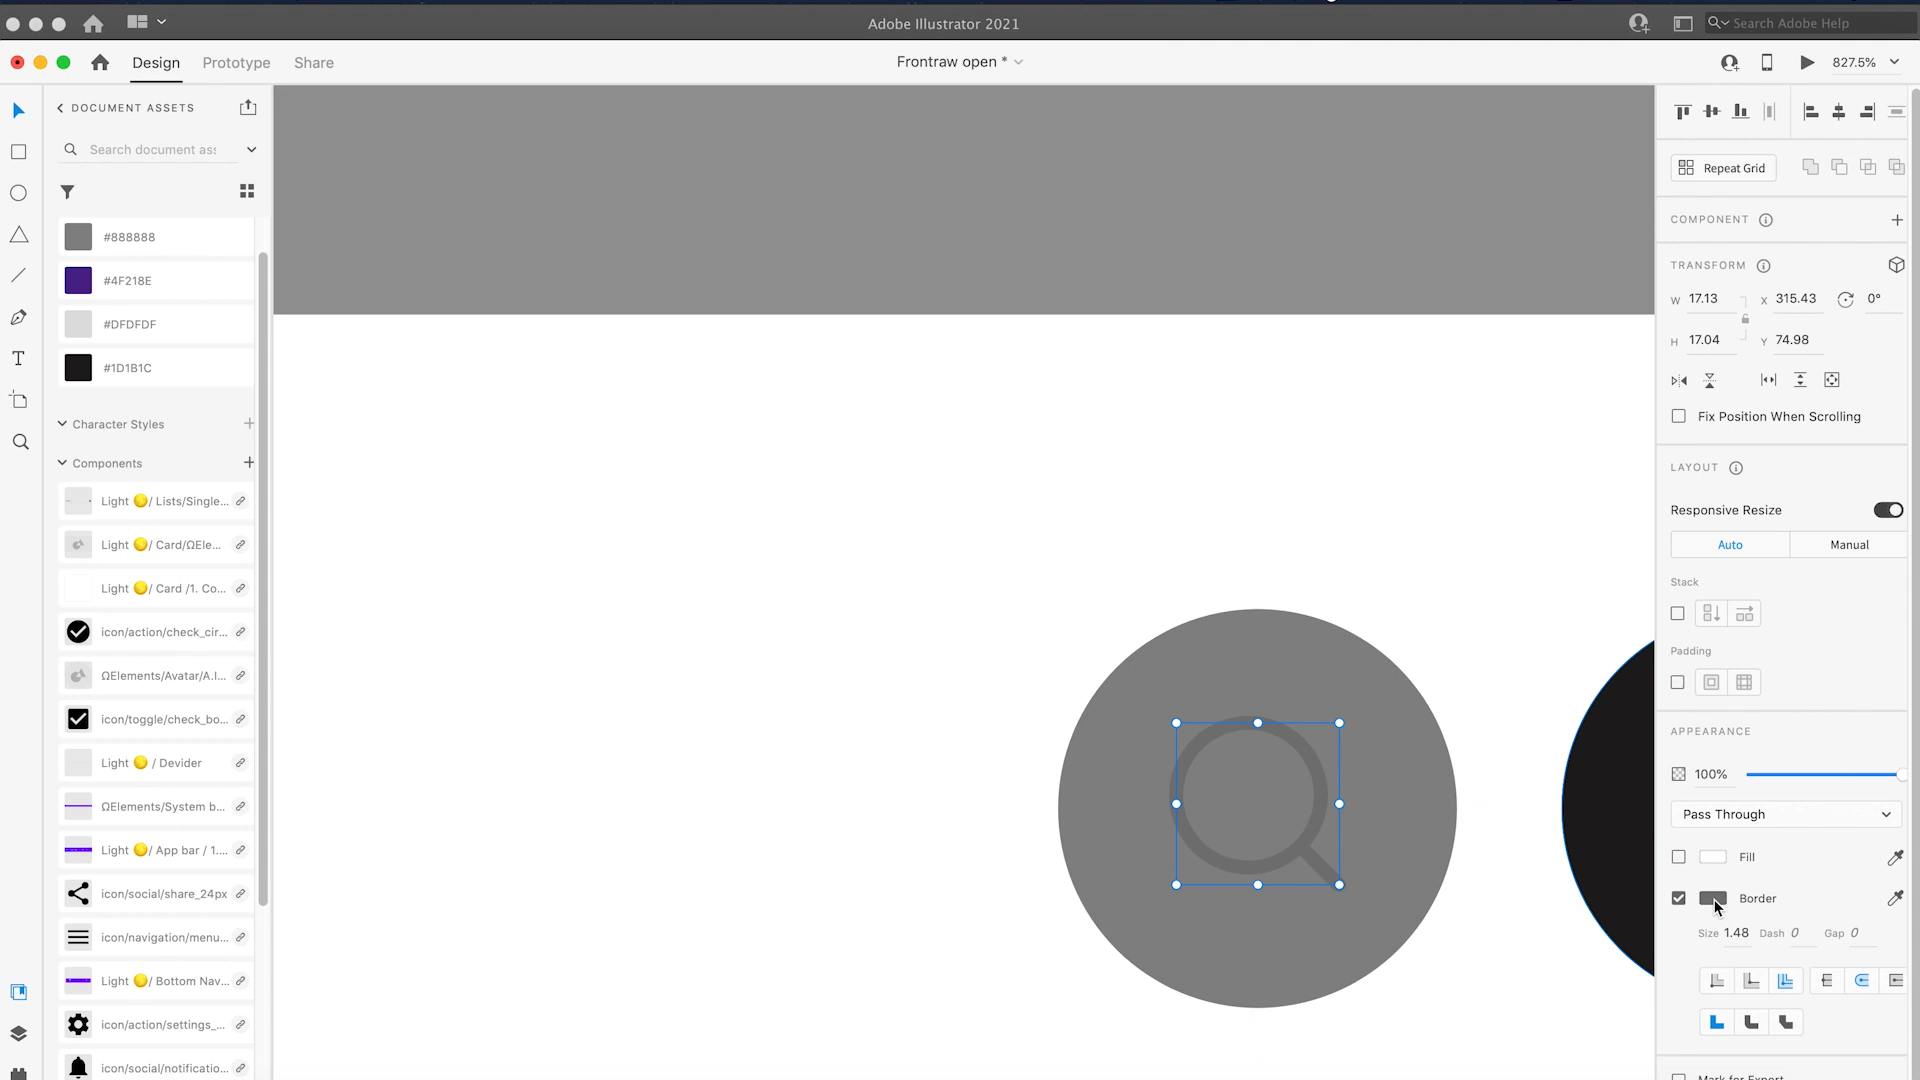 Adobe Illustrator 2021
Search Adobe Help
Design Prototype Share
Frontraw open *
827.5%
DOCUMENT ASSETS
Search document ass
#888888
#4F218E
#DFDFDF
#1D1B1C
Character Styles
Components
Light 🟡/ Lists/Single...
Light 🟡/ Card/ΩEle...
Light 🟡/ Card /1. Co...
icon/action/check_cir...
ΩElements/Avatar/A.I...
icon/toggle/check_bo...
Light 🟡 / Devider
ΩElements/System b...
Light 🟡/ App bar / 1....
icon/social/share_24px
icon/navigation/menu...
Light 🟡/ Bottom Nav...
icon/action/settings_...
icon/social/notificatio...
Repeat Grid
COMPONENT
TRANSFORM
W 17.13 X 315.43 0°
H 17.04 Y 74.98
Fix Position When Scrolling
LAYOUT
Responsive Resize
Auto Manual
Stack
Padding
APPEARANCE
100%
Pass Through
Fill
Border
Size 1.48 Dash 0 Gap 0
Mark for Export